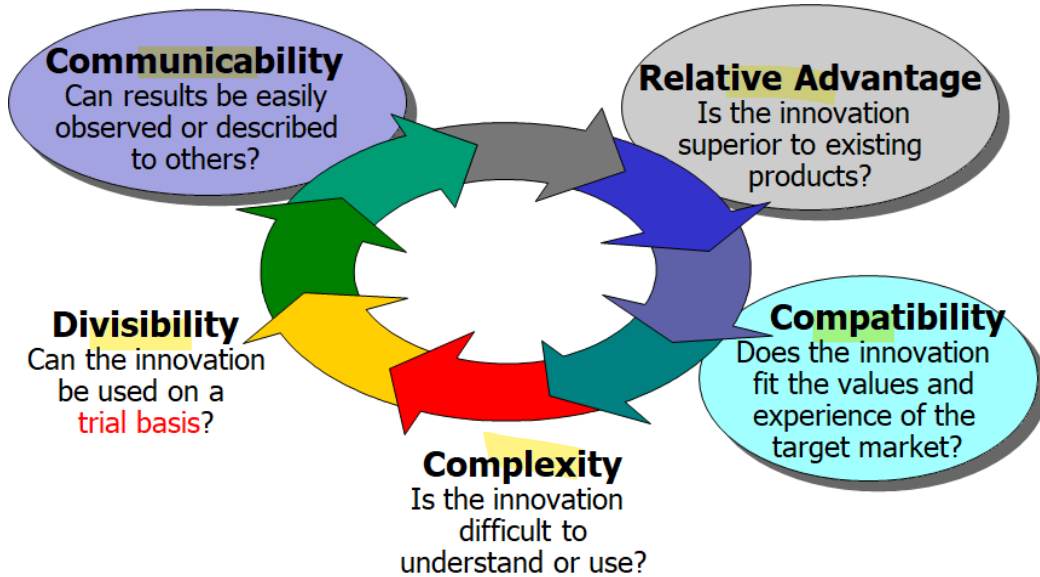 Communicability
Can results be easily
observed or described
to others?
Relative Advantage
Is the innovation
superior to existing
products?
Divisibility
Can the innovation
be used on a
trial basis?
Compatibility
Does the innovation
fit the values and
experience of the
target market?
Complexity
Is the innovation
difficult to
understand or use?